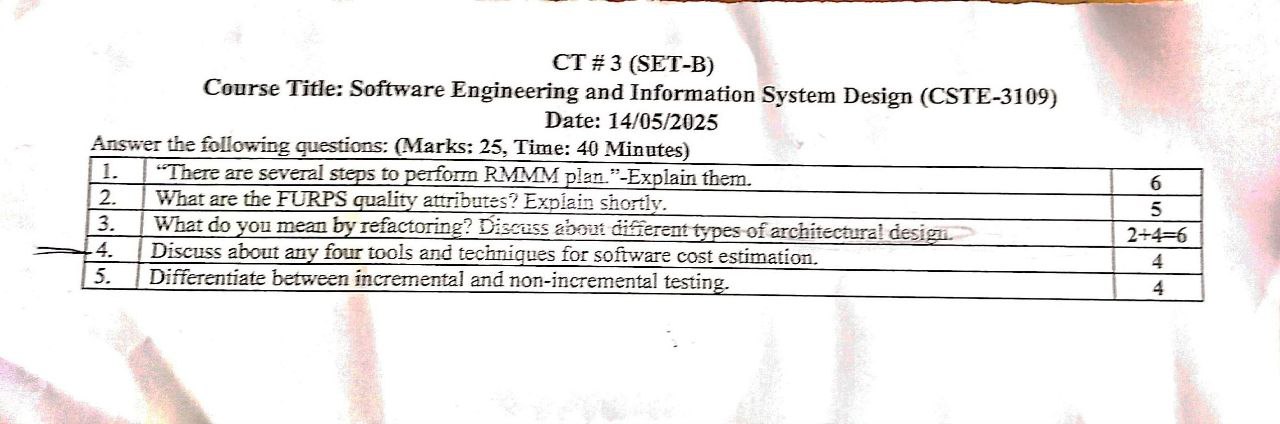 CT # 3 (SET-B)
Course Title: Software Engineering and Information System Design (CSTE-3109)
Date: 14/05/2025
Answer the following questions: (Marks: 25, Time: 40 Minutes)
1. “There are several steps to perform RMMM plan.”-Explain them. 6
2. What are the FURPS quality attributes? Explain shortly. 5
3. What do you mean by refactoring? Discuss about different types of architectural design. 2+4=6
4. Discuss about any four tools and techniques for software cost estimation. 4
5. Differentiate between incremental and non-incremental testing. 4